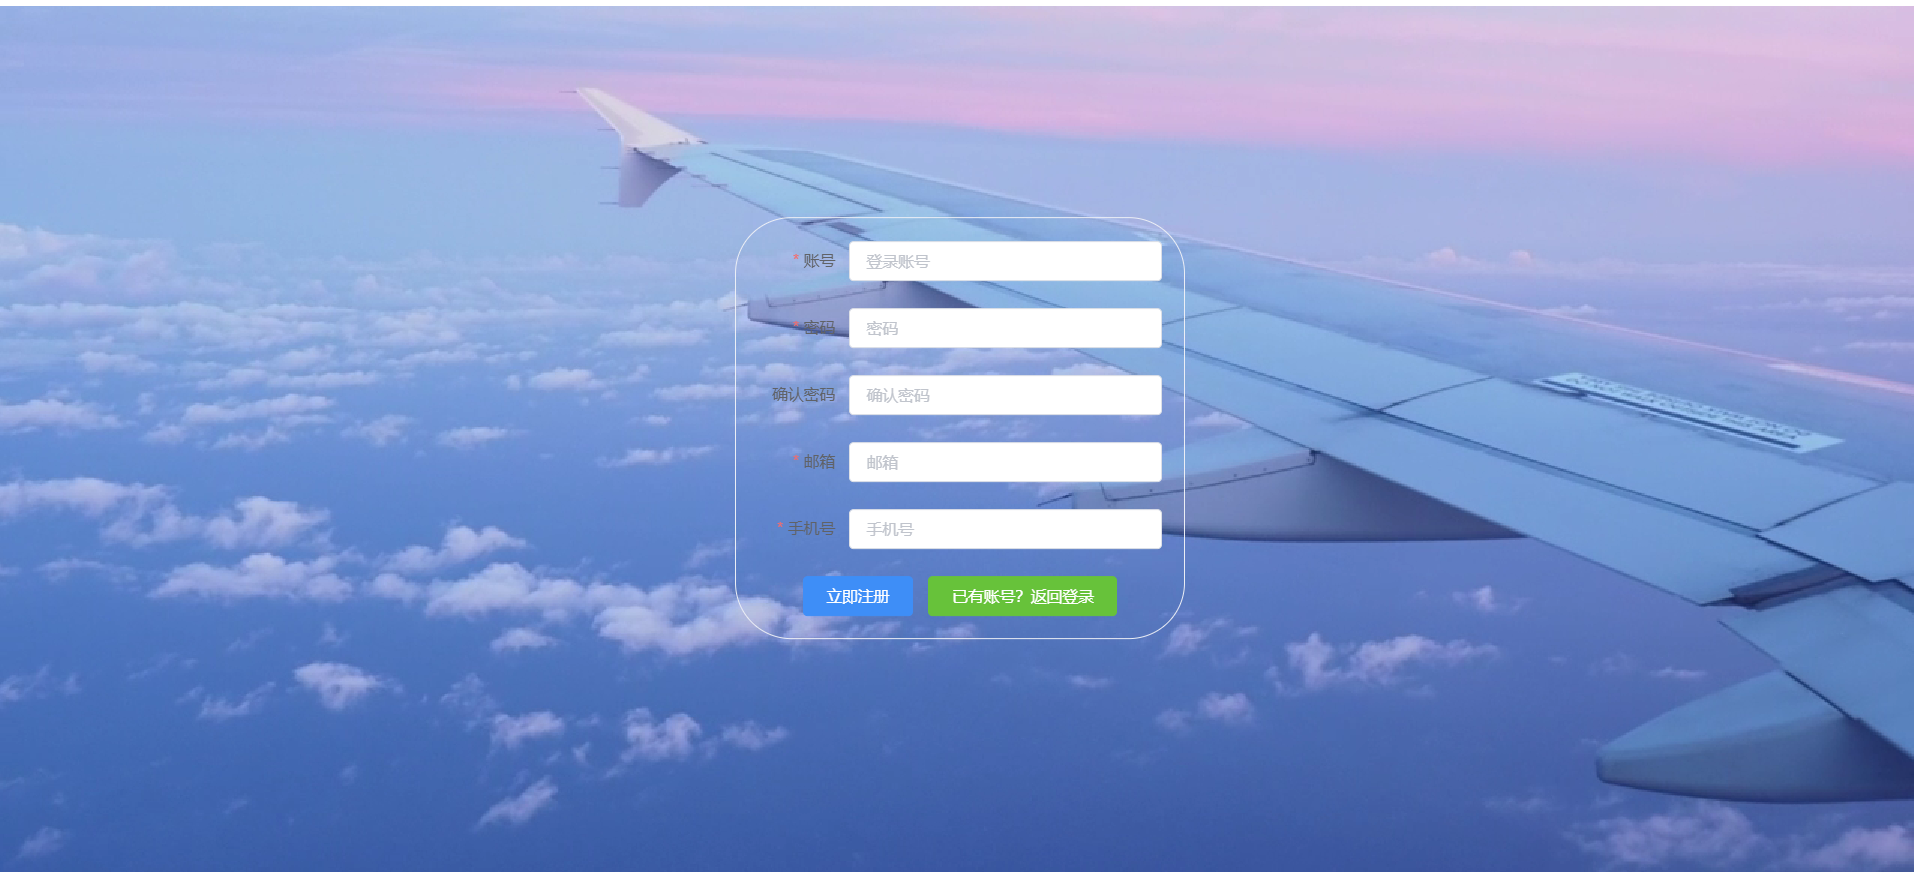 * 账号 登录账号
* 密码 密码
确认密码 确认密码
* 邮箱 邮箱
* 手机号 手机号
立即注册 已有账号？返回登录